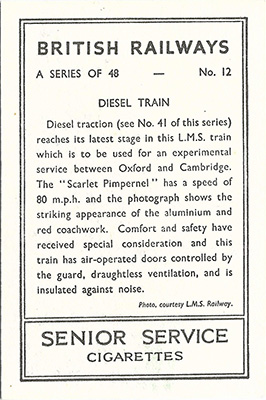 BRITISH RAILWAYS
A SERIES OF 48 — No. 12
DIESEL TRAIN
Diesel traction (see No. 41 of this series)
reaches its latest stage in this L.M.S. train
which is to be used for an experimental
service between Oxford and Cambridge.
The "Scarlet Pimpernel" has a speed of
80 m.p.h. and the photograph shows the
striking appearance of the aluminium and
red coachwork. Comfort and safety have
received special consideration and this
train has air-operated doors controlled by
the guard, draughtless ventilation, and is
insulated against noise.
Photo, courtesy L.M.S. Railway.
SENIOR SERVICE
CIGARETTES